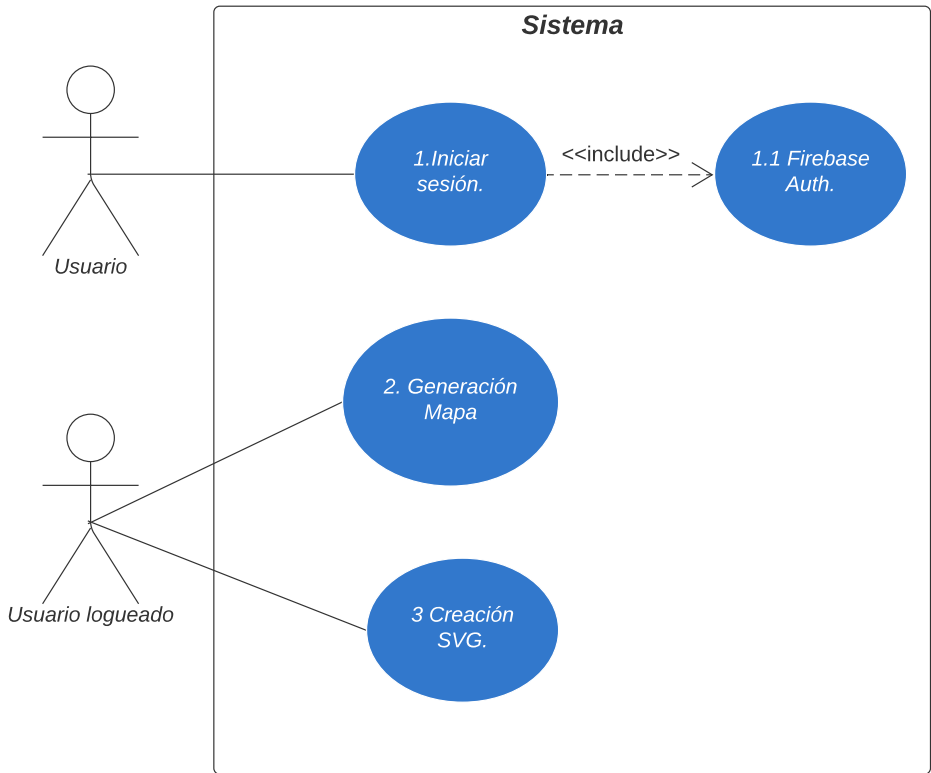 Sistema
1.Iniciar
sesión.
<<include>>
1.1 Firebase
Auth.
Usuario
2. Generación
Mapa
Usuario logueado
3 Creación
SVG.